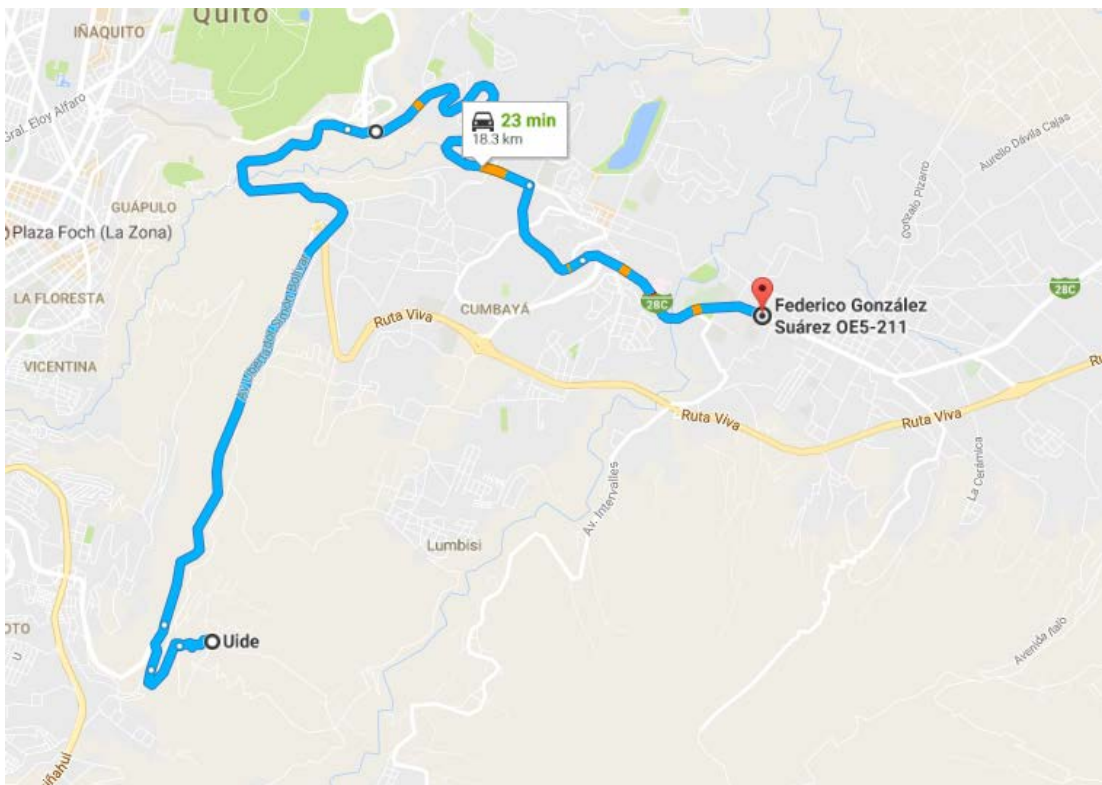 Quito
IÑAQUITO
Gral. Eloy Alfaro
23 min
18.3 km
Aurelio Dávila Cajas
Gonzalo Pizarro
GUÁPULO
Plaza Foch (La Zona)
28C
LA FLORESTA
Federico González
Suárez OE5-211
28C
CUMBAYÁ
Ruta Viva
VICENTINA
Ruta Viva
Ruta Viva
La Cerámica
Av. Intervalles
Lumbisi
Uide